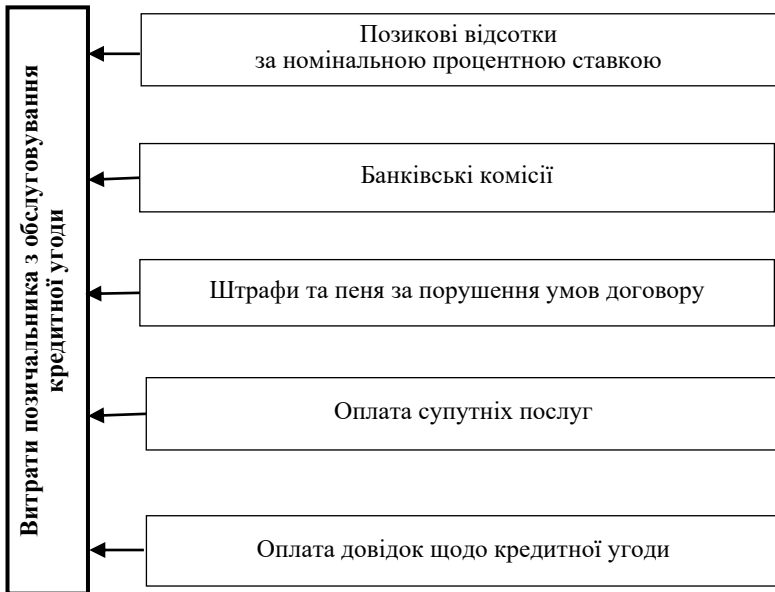 Витрати позичальника з обслуговування
кредитної угоди
Позикові відсотки
за номінальною процентною ставкою
Банківські комісії
Штрафи та пеня за порушення умов договору
Оплата супутніх послуг
Оплата довідок щодо кредитної угоди